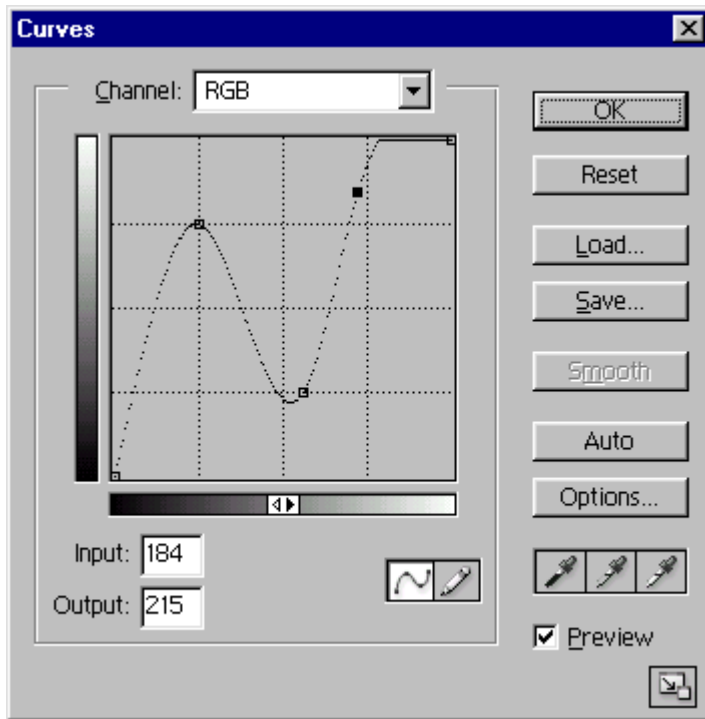 Curves
Channel: RGB
OK
Reset
Load...
Save...
Smooth
Auto
Options...
Input: 184
Output: 215
Preview